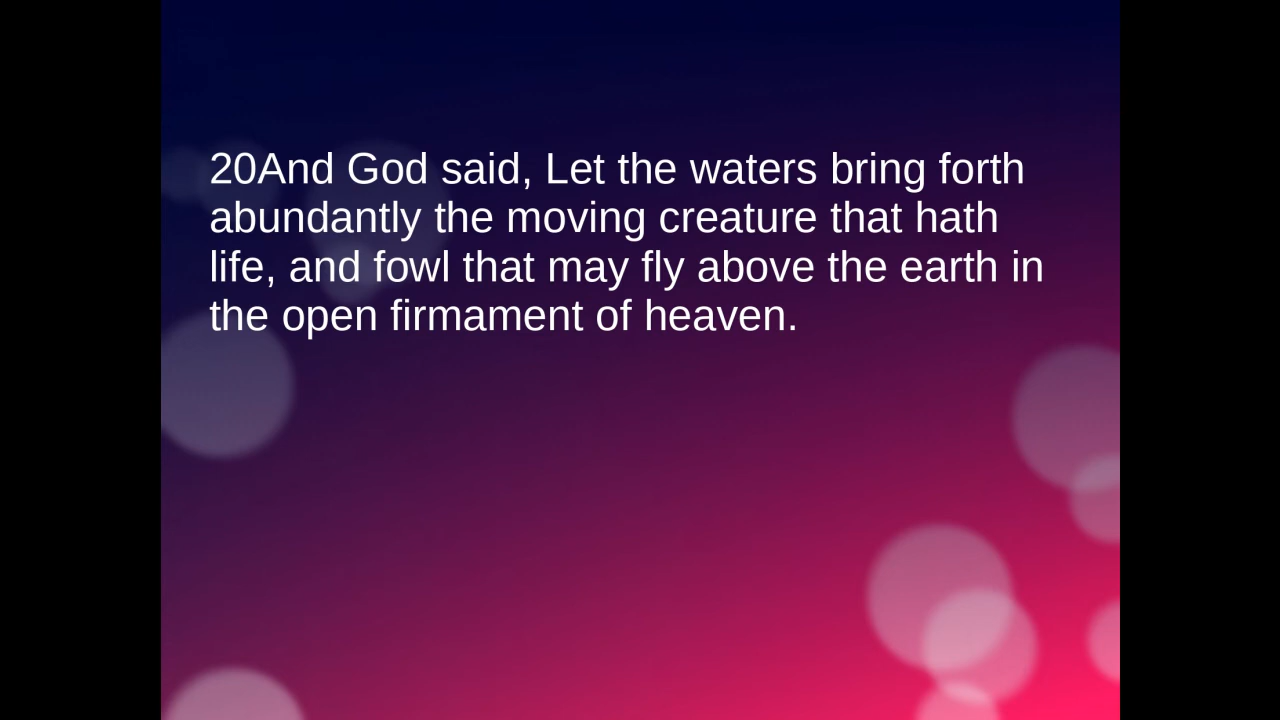 20And God said, Let the waters bring forth
abundantly the moving creature that hath
life, and fowl that may fly above the earth in
the open firmament of heaven.